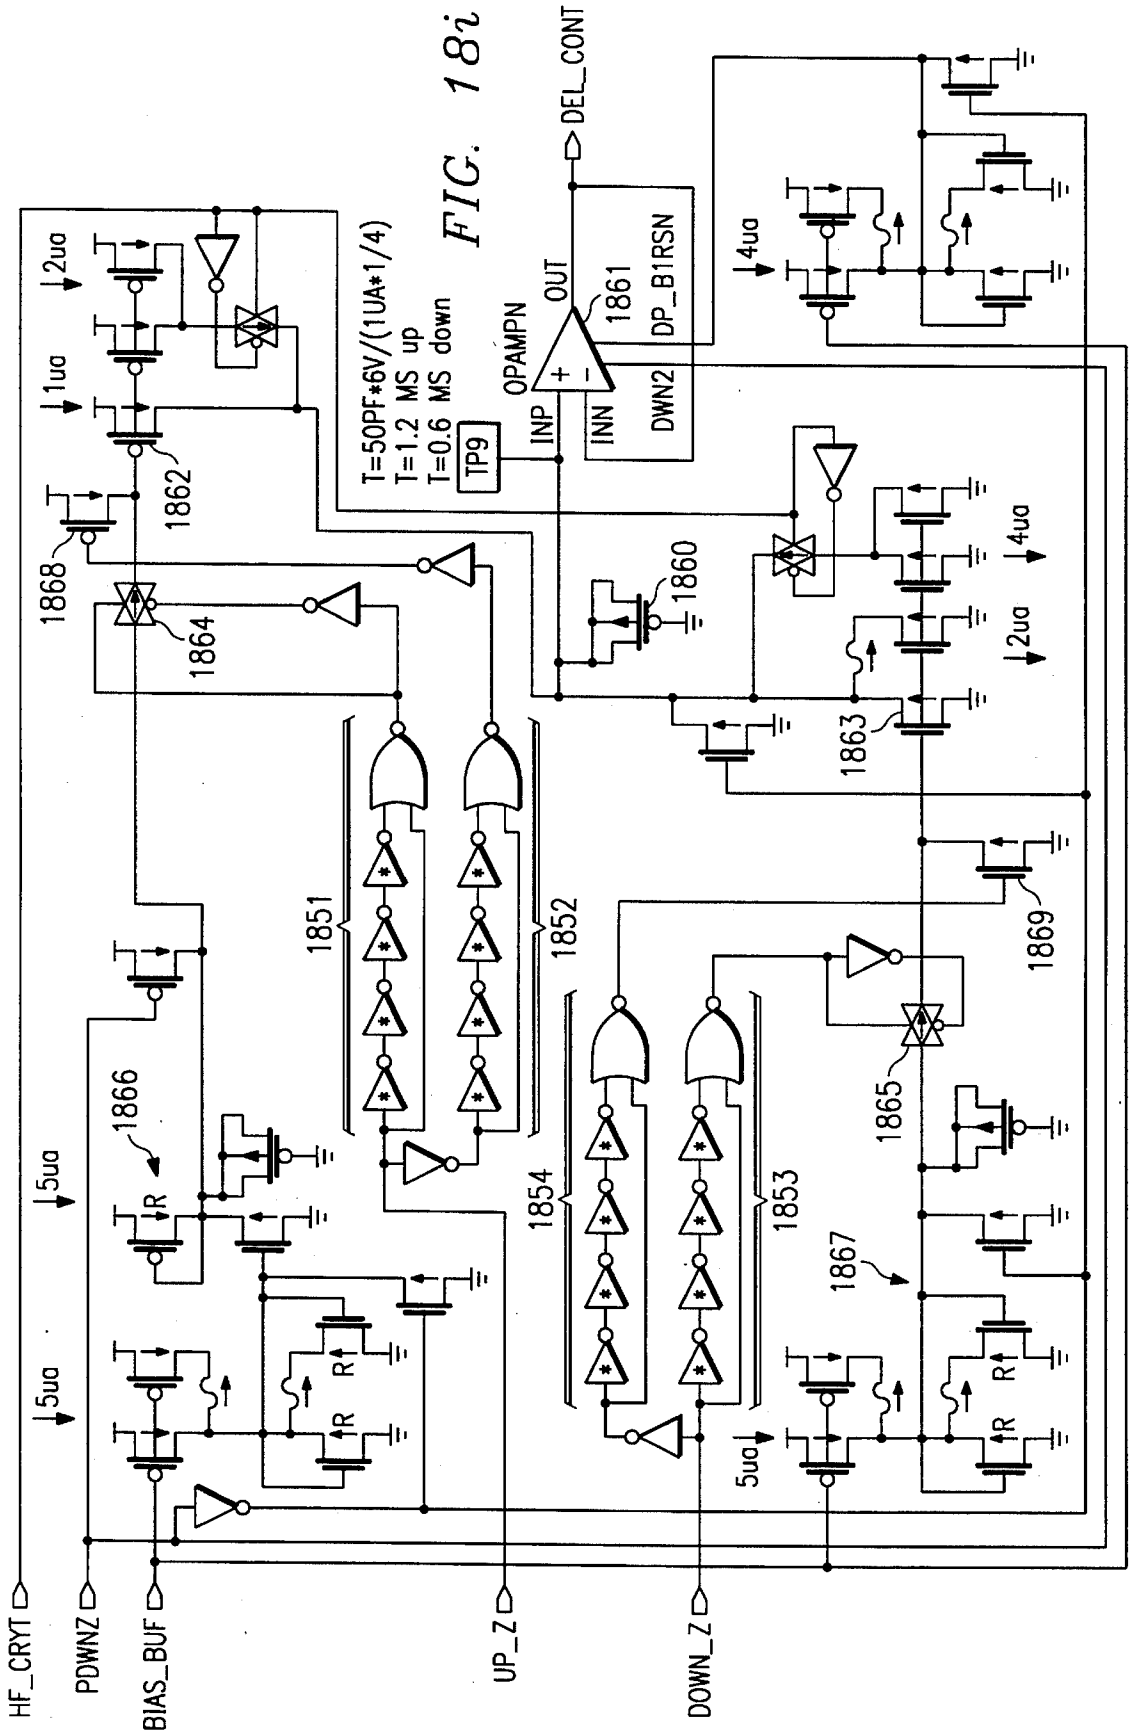 FIG. 18i
HF_CRYT
PDWNZ
BIAS_BUF
UP_Z
DOWN_Z
5ua
5ua
1866
R
R
R
1868
1864
1862
1ua
2ua
1851
*
*
*
*
1852
*
*
*
*
T=50PF*6V/(1UA*1/4)
T=1.2 MS up
T=0.6 MS down
TP9
OPAMPN
INP
INN
+
−
OUT
1861
DEL_CONT
DWN2
DP_B1RSN
1860
1854
*
*
*
*
1853
*
*
*
*
5ua
R
R
1867
1865
1869
1863
2ua
4ua
4ua